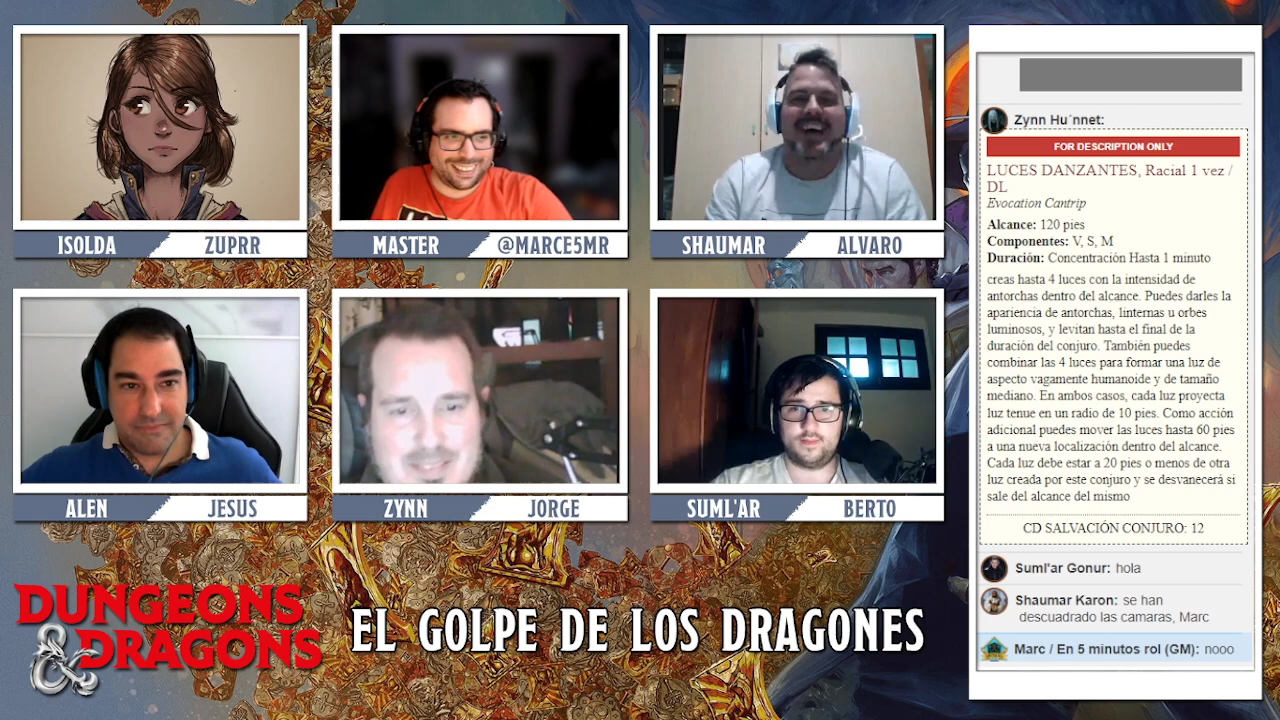 ISOLDA ZUPRR
MASTER @MARCE5MR
SHAUMAR ALVARO
ALEN JESUS
ZYNN JORGE
SUML'AR BERTO
DUNGEONS
& DRAGONS
EL GOLPE DE LOS DRAGONES
Zynn Hu´nnet:
FOR DESCRIPTION ONLY
LUCES DANZANTES, Racial 1 vez /
DL
Evocation Cantrip
Alcance: 120 pies
Componentes: V, S, M
Duración: Concentración Hasta 1 minuto
creas hasta 4 luces con la intensidad de
antorchas dentro del alcance. Puedes darles la
apariencia de antorchas, linternas u orbes
luminosos, y levitan hasta el final de la
duración del conjuro. También puedes
combinar las 4 luces para formar una luz de
aspecto vagamente humanoide y de tamaño
mediano. En ambos casos, cada luz proyecta
luz tenue en un radio de 10 pies. Como acción
adicional puedes mover las luces hasta 60 pies
a una nueva localización dentro del alcance.
Cada luz debe estar a 20 pies o menos de otra
luz creada por este conjuro y se desvanecerá si
sale del alcance del mismo
CD SALVACIÓN CONJURO: 12
Suml'ar Gonur: hola
Shaumar Karon: se han
descuadrado las camaras, Marc
Marc / En 5 minutos rol (GM): nooo